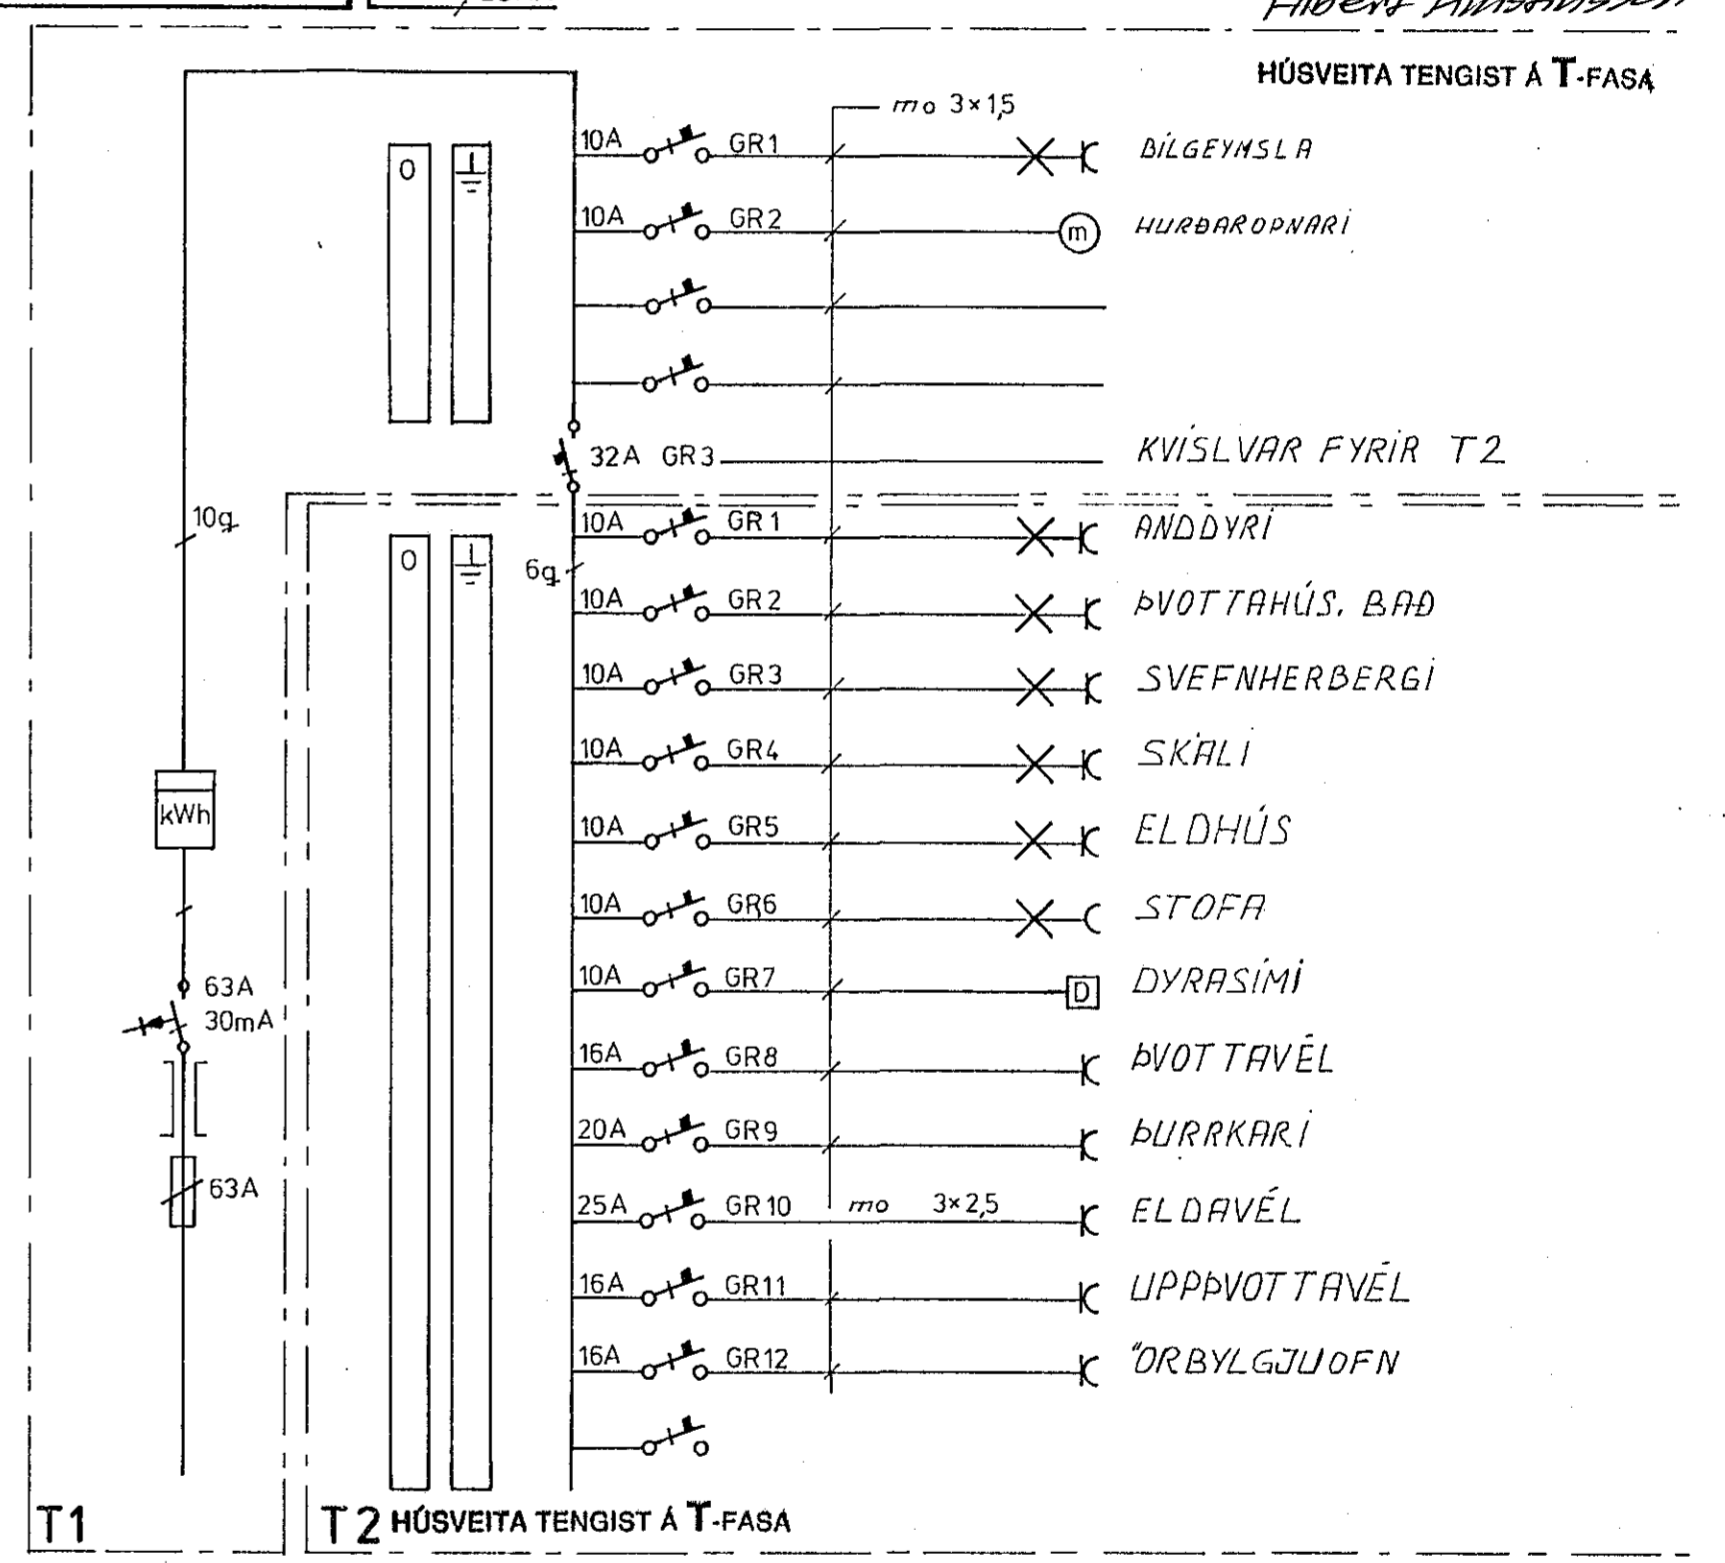 HÚSVEITA TENGIST Á T-FASA
mo 3×1,5
10A GR1 BÍLGEYMSLA
0
10A GR2 m HURÐAROPNARI
32A GR3 KVÍSLVAR FYRIR T2
10q
10A GR1 ANDDYRI
0
6q
10A GR2 ÞVOTTAHÚS. BAÐ
10A GR3 SVEFNHERBERGI
10A GR4 SKÁLI
kWh
10A GR5 ELDHÚS
10A GR6 STOFA
63A
30mA
10A GR7 D DYRASÍMI
16A GR8 ÞVOTTAVÉL
20A GR9 ÞURRKARI
63A
25A GR10 mo 3×2,5 ELDAVÉL
16A GR11 UPPÞVOTTAVÉL
16A GR12 ÖRBYLGJUOFN
T1
T2 HÚSVEITA TENGIST Á T-FASA